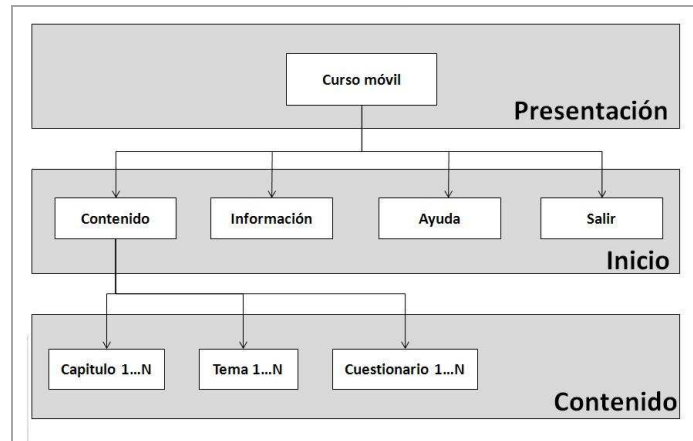 Curso móvil
Presentación
Contenido
Información
Ayuda
Salir
Inicio
Capitulo 1...N
Tema 1...N
Cuestionario 1...N
Contenido